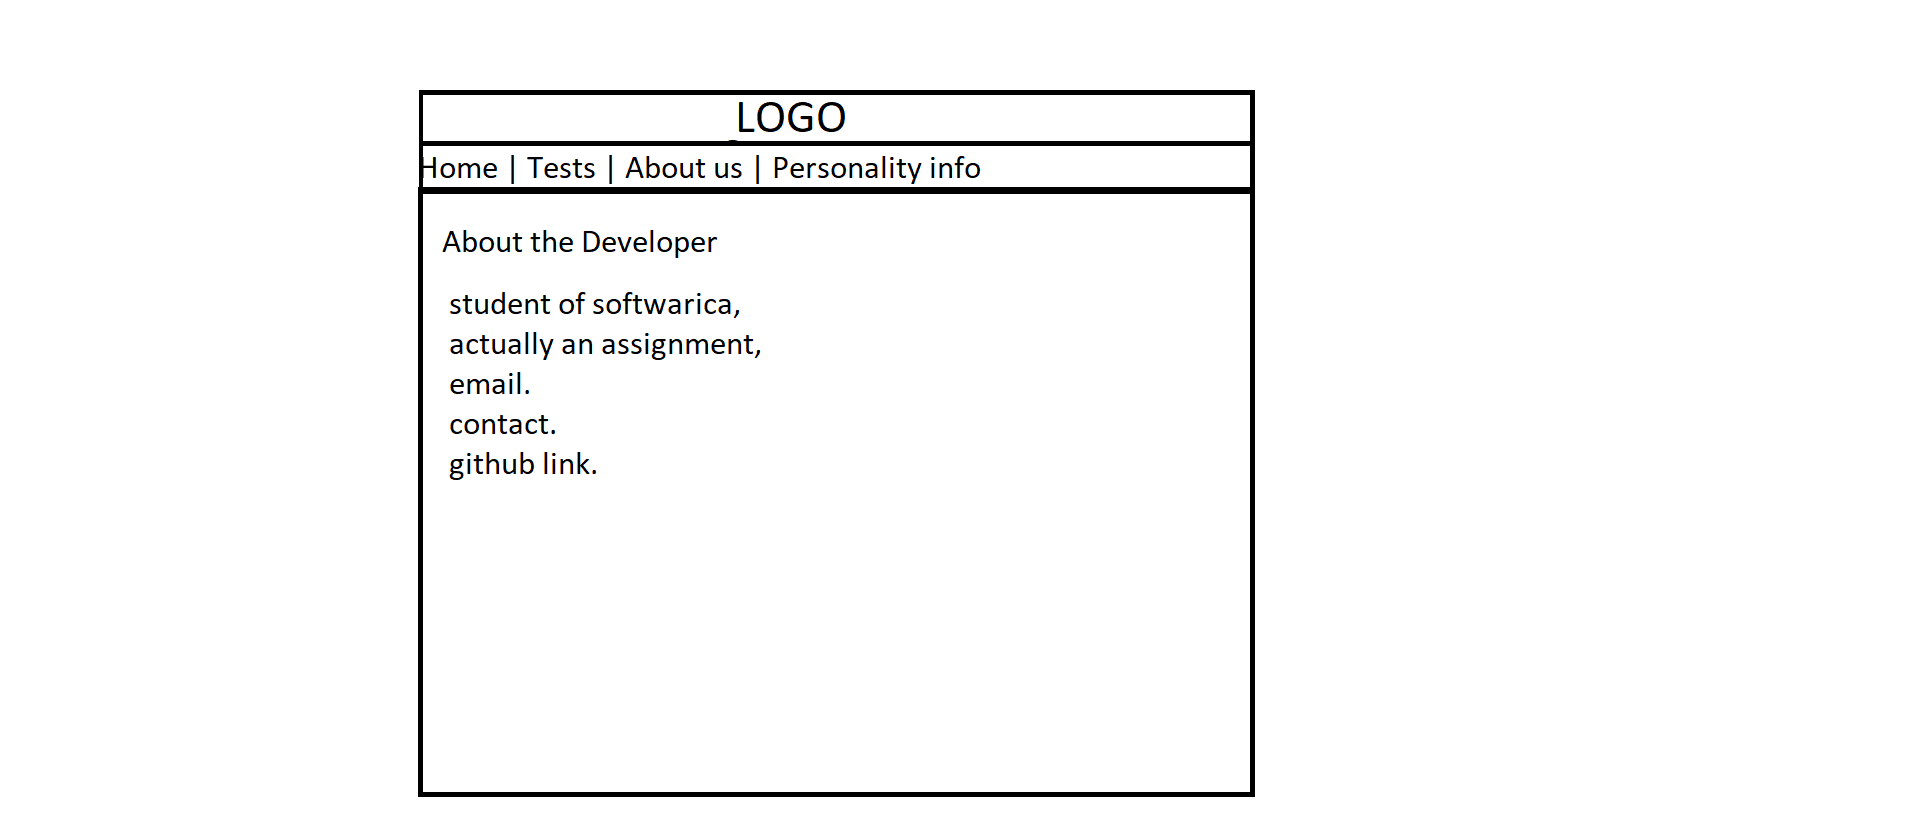 LOGO
Home | Tests | About us | Personality info
About the Developer
student of softwarica,
actually an assignment,
email.
contact.
github link.